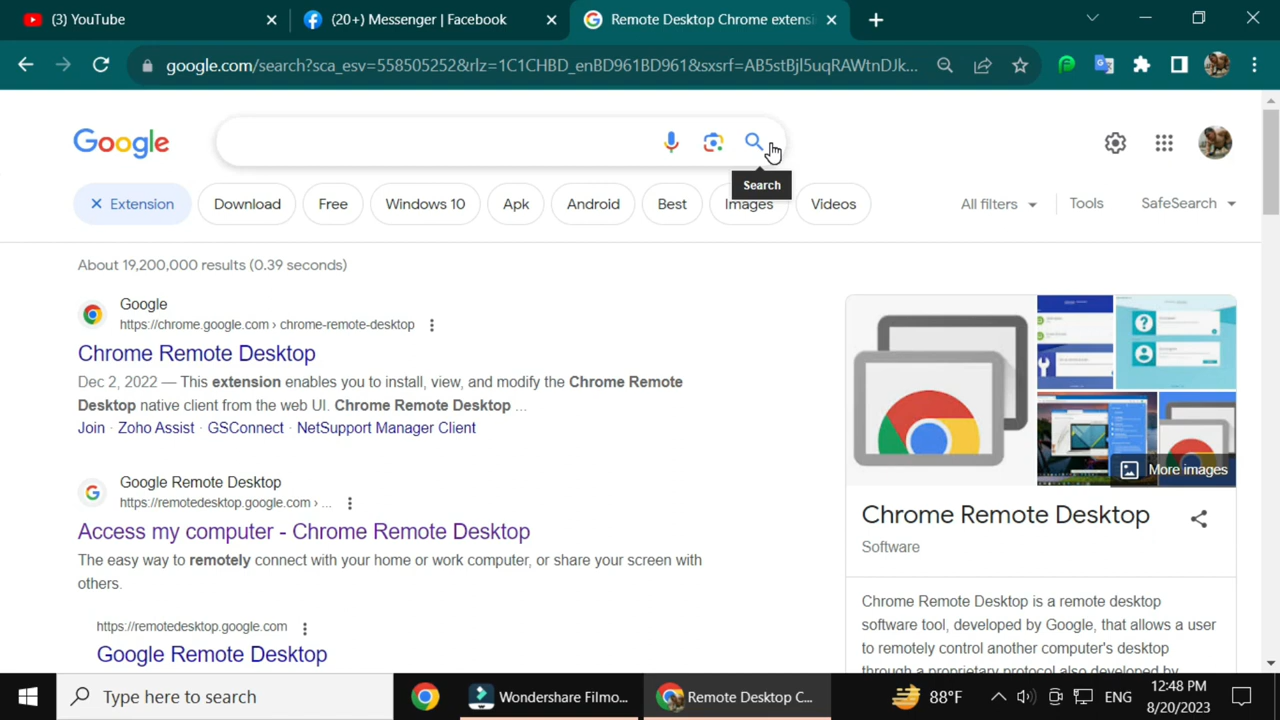 (3) YouTube
(20+) Messenger | Facebook
Remote Desktop Chrome extensi
google.com/search?sca_esv=558505252&rlz=1C1CHBD_enBD961BD961&sxsrf=AB5stBjl5uqRAWtnDJk...
Google
Search
Extension
Download
Free
Windows 10
Apk
Android
Best
Images
Videos
All filters
Tools
SafeSearch
About 19,200,000 results (0.39 seconds)
Google
https://chrome.google.com › chrome-remote-desktop
Chrome Remote Desktop
Dec 2, 2022 — This extension enables you to install, view, and modify the Chrome Remote
Desktop native client from the web UI. Chrome Remote Desktop ...
Join · Zoho Assist · GSConnect · NetSupport Manager Client
Google Remote Desktop
https://remotedesktop.google.com › ...
Access my computer - Chrome Remote Desktop
The easy way to remotely connect with your home or work computer, or share your screen with
others.
https://remotedesktop.google.com
Google Remote Desktop
More images
Chrome Remote Desktop
Software
Chrome Remote Desktop is a remote desktop
software tool, developed by Google, that allows a user
to remotely control another computer's desktop
through a proprietary protocol also developed by
Type here to search
Wondershare Filmo...
Remote Desktop C...
88°F
ENG
12:48 PM
8/20/2023